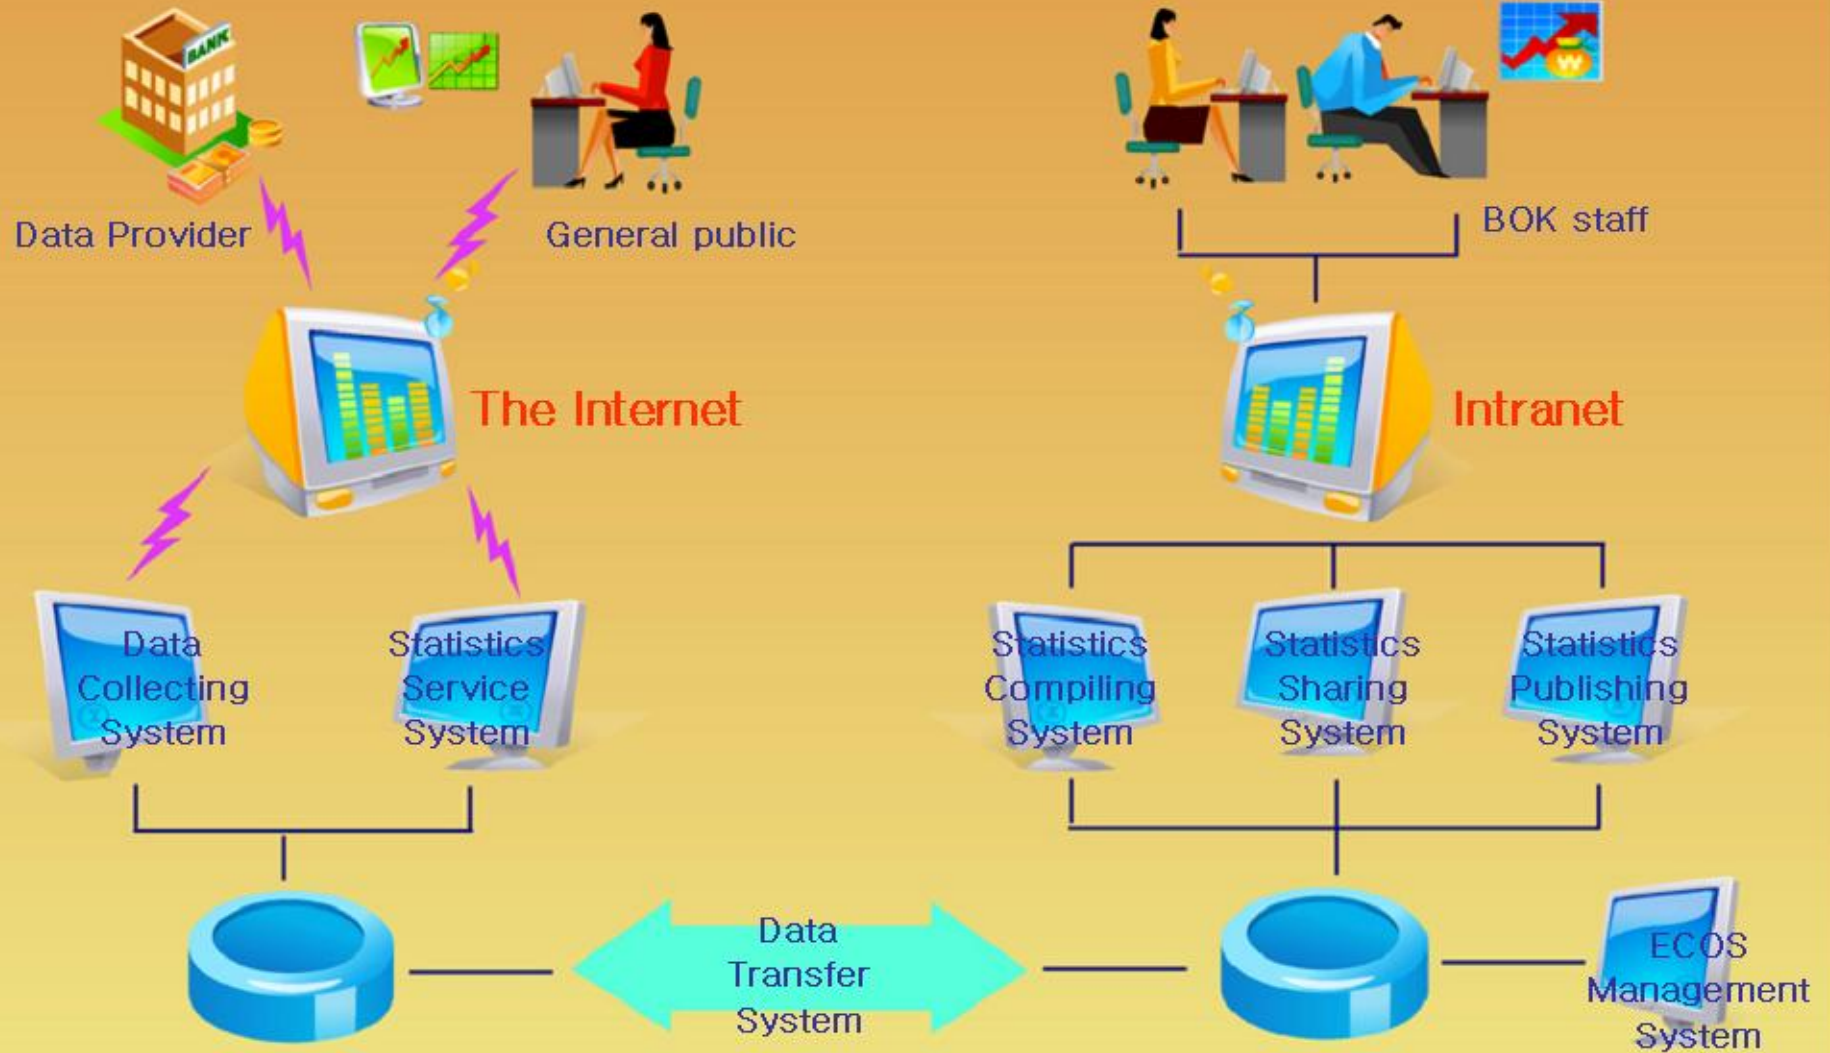 BANK
W
Data Provider
General public
BOK staff
The Internet
Intranet
Data
Collecting
System
Statistics
Service
System
Statistics
Compiling
System
Statistics
Sharing
System
Statistics
Publishing
System
Data
Transfer
System
ECOS
Management
System